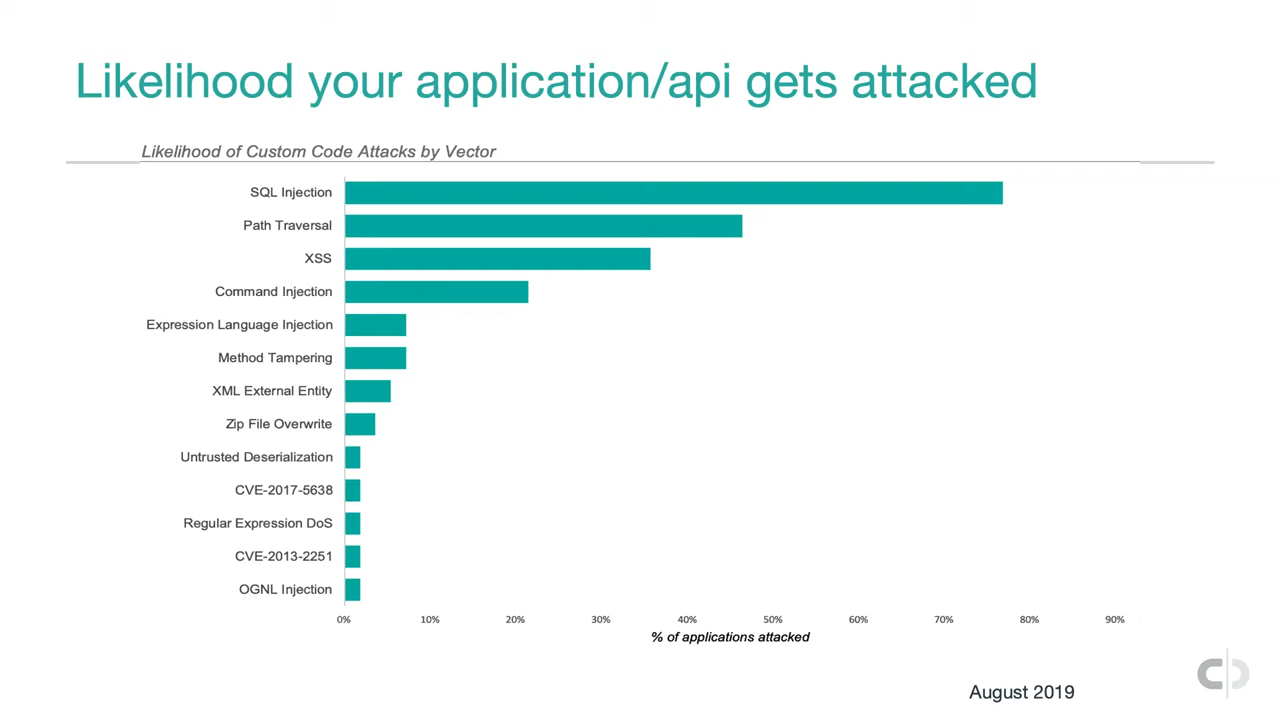 Likelihood your application/api gets attacked
Likelihood of Custom Code Attacks by Vector
SQL Injection
Path Traversal
XSS
Command Injection
Expression Language Injection
Method Tampering
XML External Entity
Zip File Overwrite
Untrusted Deserialization
CVE-2017-5638
Regular Expression DoS
CVE-2013-2251
OGNL Injection
0% 10% 20% 30% 40% 50% 60% 70% 80% 90%
% of applications attacked
August 2019